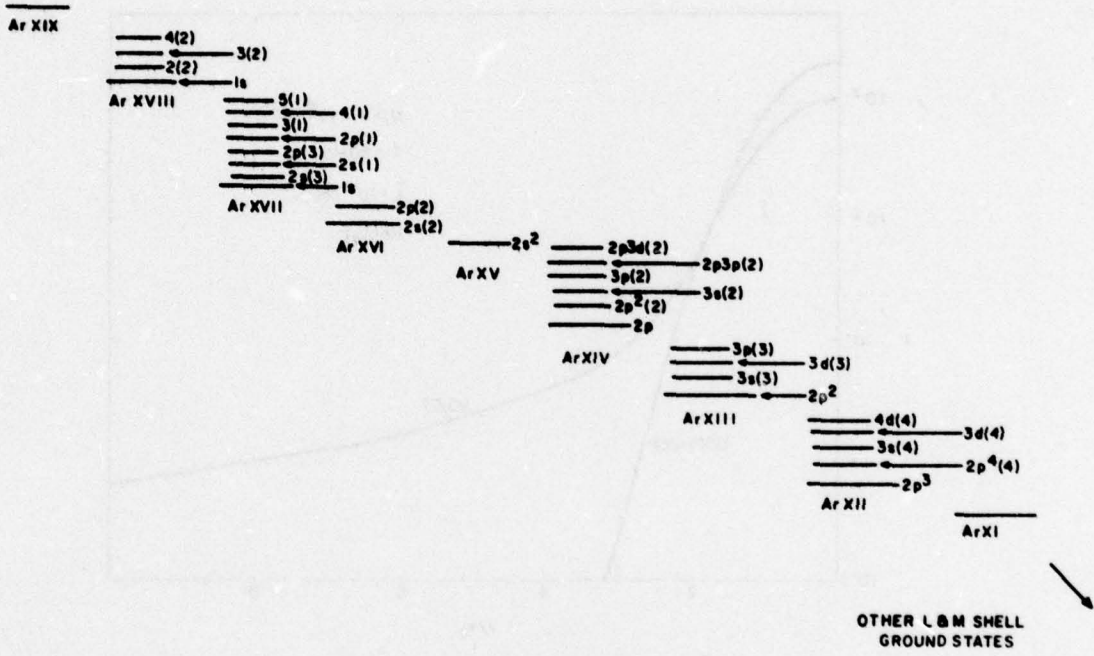 Ar XIX
4(2)
3(2)
2(2)
1s
Ar XVIII
5(1)
4(1)
3(1)
2p(1)
2p(3)
2s(1)
2s(3)
1s
Ar XVII
2p(2)
2s(2)
Ar XVI
2s²
Ar XV
2p3d(2)
2p3p(2)
3p(2)
3s(2)
2p²(2)
2p
Ar XIV
3p(3)
3d(3)
3s(3)
2p²
Ar XIII
4d(4)
3d(4)
3s(4)
2p⁴(4)
2p³
Ar XII
Ar XI
OTHER L & M SHELL
GROUND STATES